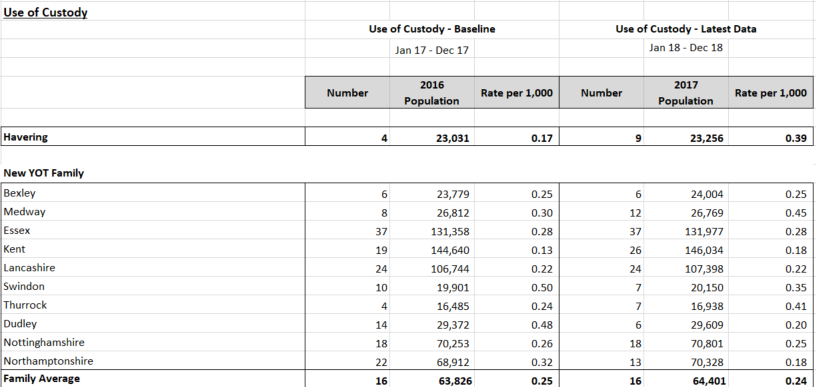 Use of Custody
Use of Custody - Baseline Use of Custody - Latest Data
Jan 17 - Dec 17 Jan 18 - Dec 18
Number 2016 Population Rate per 1,000 Number 2017 Population Rate per 1,000
Havering 4 23,031 0.17 9 23,256 0.39
New YOT Family
Bexley 6 23,779 0.25 6 24,004 0.25
Medway 8 26,812 0.30 12 26,769 0.45
Essex 37 131,358 0.28 37 131,977 0.28
Kent 19 144,640 0.13 26 146,034 0.18
Lancashire 24 106,744 0.22 24 107,398 0.22
Swindon 10 19,901 0.50 7 20,150 0.35
Thurrock 4 16,485 0.24 7 16,938 0.41
Dudley 14 29,372 0.48 6 29,609 0.20
Nottinghamshire 18 70,253 0.26 18 70,801 0.25
Northamptonshire 22 68,912 0.32 13 70,328 0.18
Family Average 16 63,826 0.25 16 64,401 0.24